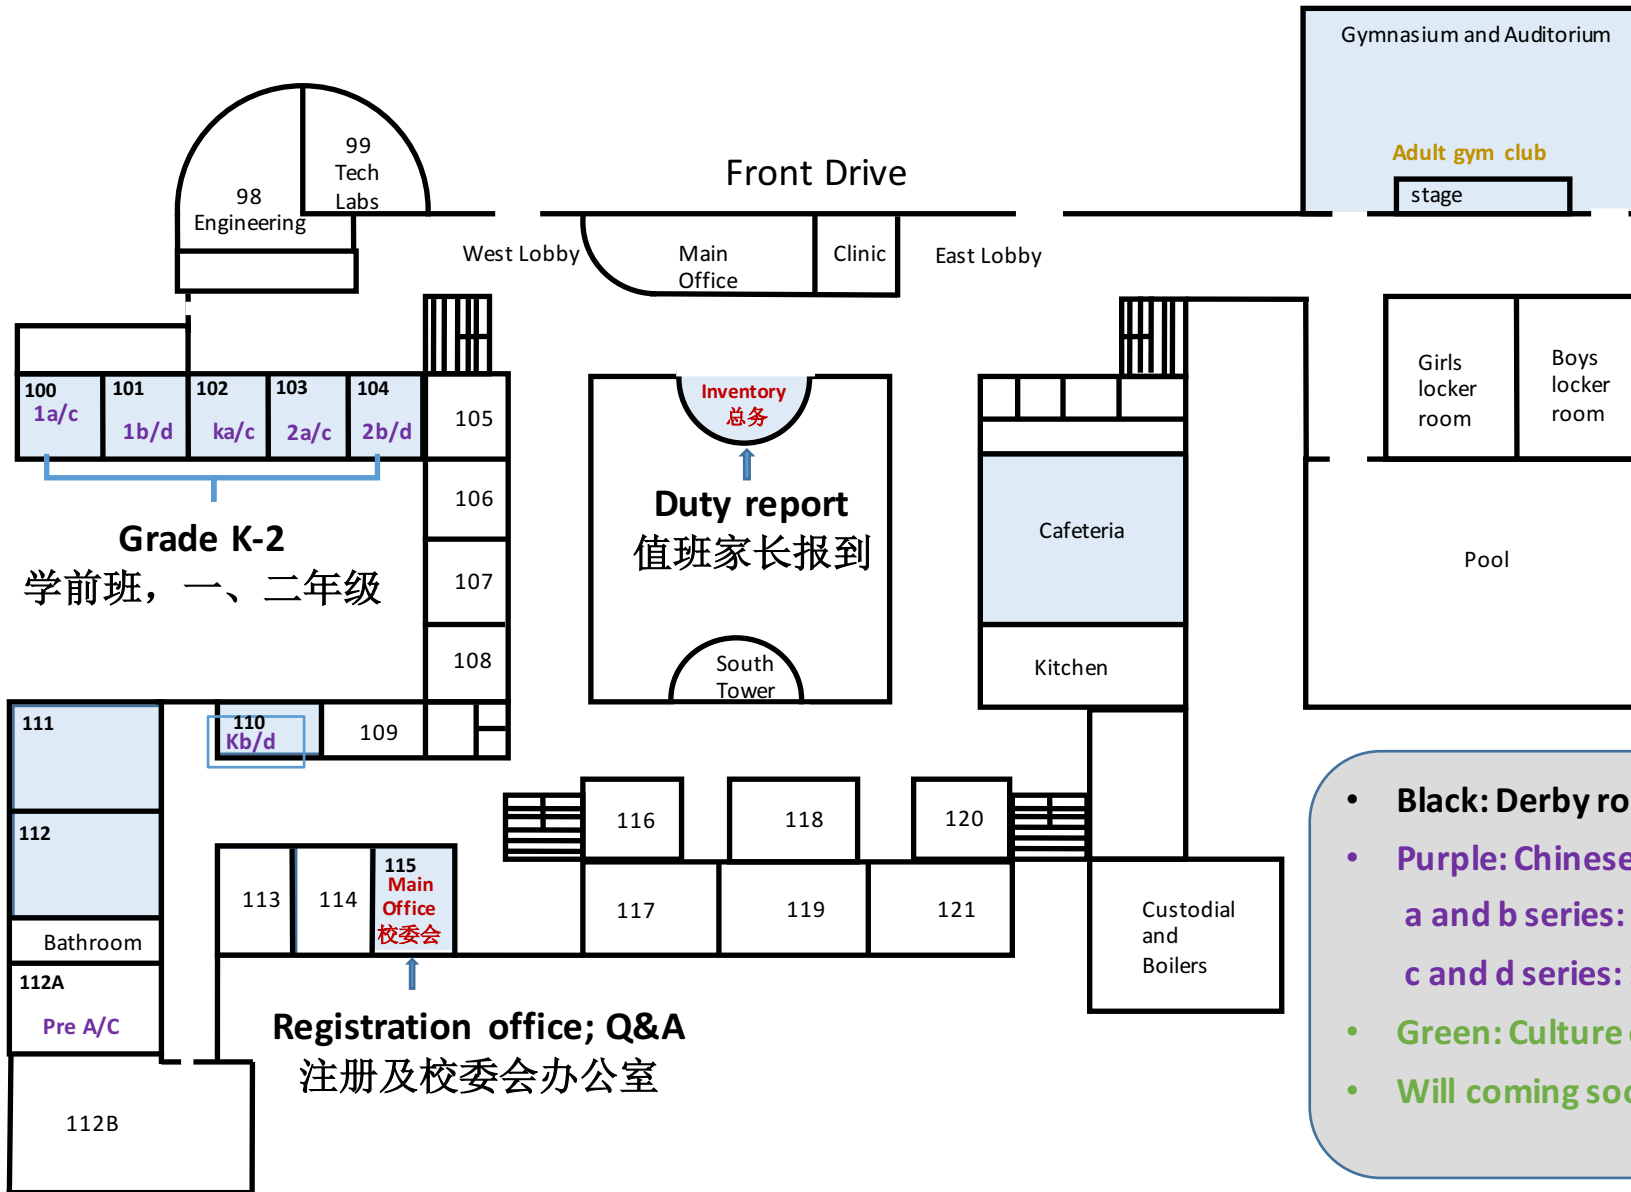 Gymnasium and Auditorium
Adult gym club
stage
99
Tech
Labs
98
Engineering
Front Drive
West Lobby
Main
Office
Clinic
East Lobby
Girls
locker
room
Boys
locker
room
100
1a/c
101
1b/d
102
ka/c
103
2a/c
104
2b/d
105
Inventory
总务
Duty report
值班家长报到
106
Grade K-2
学前班，一、二年级
107
108
Cafeteria
Pool
Kitchen
South
Tower
111
110
Kb/d
109
112
116
118
120
113
114
115
Main
Office
校委会
117
119
121
Custodial
and
Boilers
Bathroom
112A
Pre A/C
Registration office; Q&A
注册及校委会办公室
112B
• Black: Derby ro
• Purple: Chinese
a and b series:
c and d series:
• Green: Culture
• Will coming soo